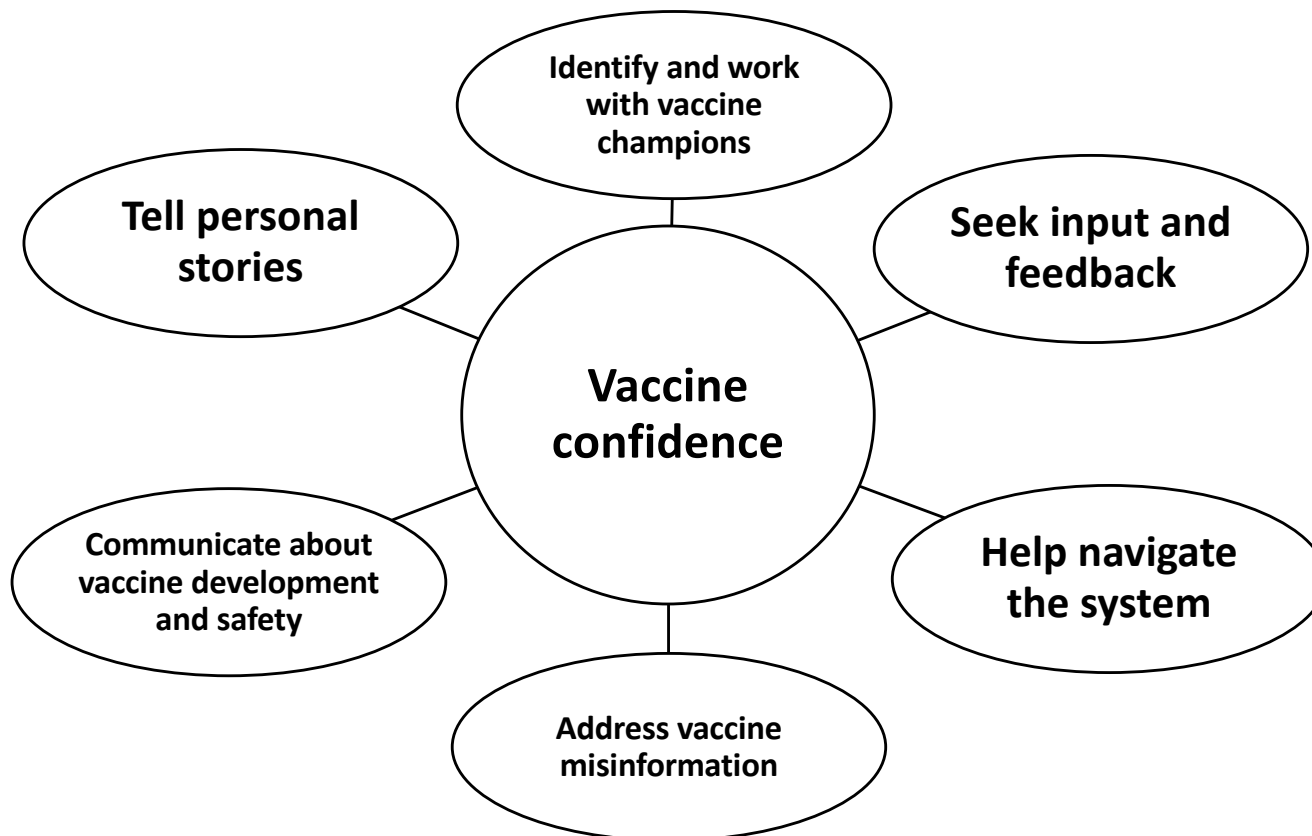 Identify and work
with vaccine
champions
Tell personal
stories
Seek input and
feedback
Vaccine
confidence
Communicate about
vaccine development
and safety
Help navigate
the system
Address vaccine
misinformation